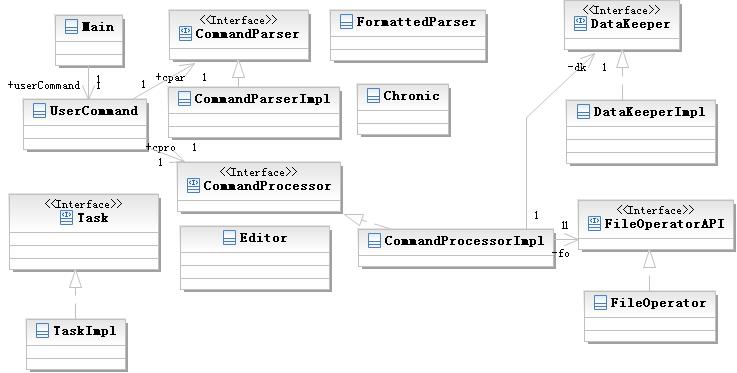 Main
<<Interface>>
CommandParser
FormattedParser
<<Interface>>
DataKeeper
+userCommand
1
1
1
+cpar
1
-dk
1
UserCommand
CommandParserImpl
Chronic
DataKeeperImpl
+cpro
1
1
<<Interface>>
CommandProcessor
<<Interface>>
Task
<<Interface>>
FileOperatorAPI
Editor
CommandProcessorImpl
1
11
-fo
TaskImpl
FileOperator